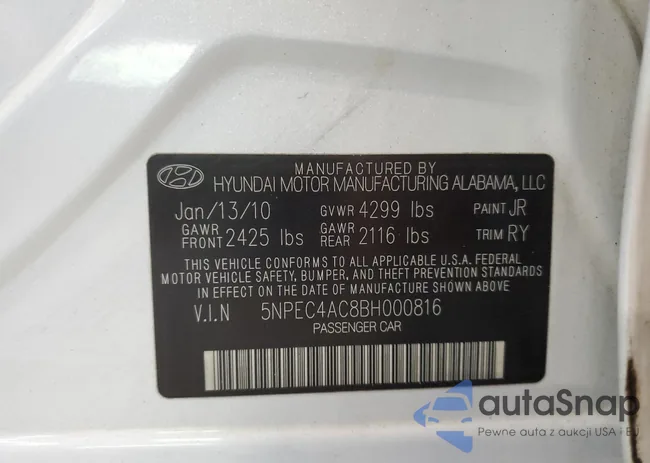 MANUFACTURED BY
HYUNDAI MOTOR MANUFACTURING ALABAMA, LLC
Jan/13/10 GVWR 4299 lbs PAINT JR
GAWR FRONT 2425 lbs GAWR REAR 2116 lbs TRIM RY
THIS VEHICLE CONFORMS TO ALL APPLICABLE U.S.A. FEDERAL
MOTOR VEHICLE SAFETY, BUMPER, AND THEFT PREVENTION STANDARDS
IN EFFECT ON THE DATE OF MANUFACTURE SHOWN ABOVE.
V.I.N 5NPEC4AC8BH000816
PASSENGER CAR
autaSnap
Pewne auta z aukcji USA - EU